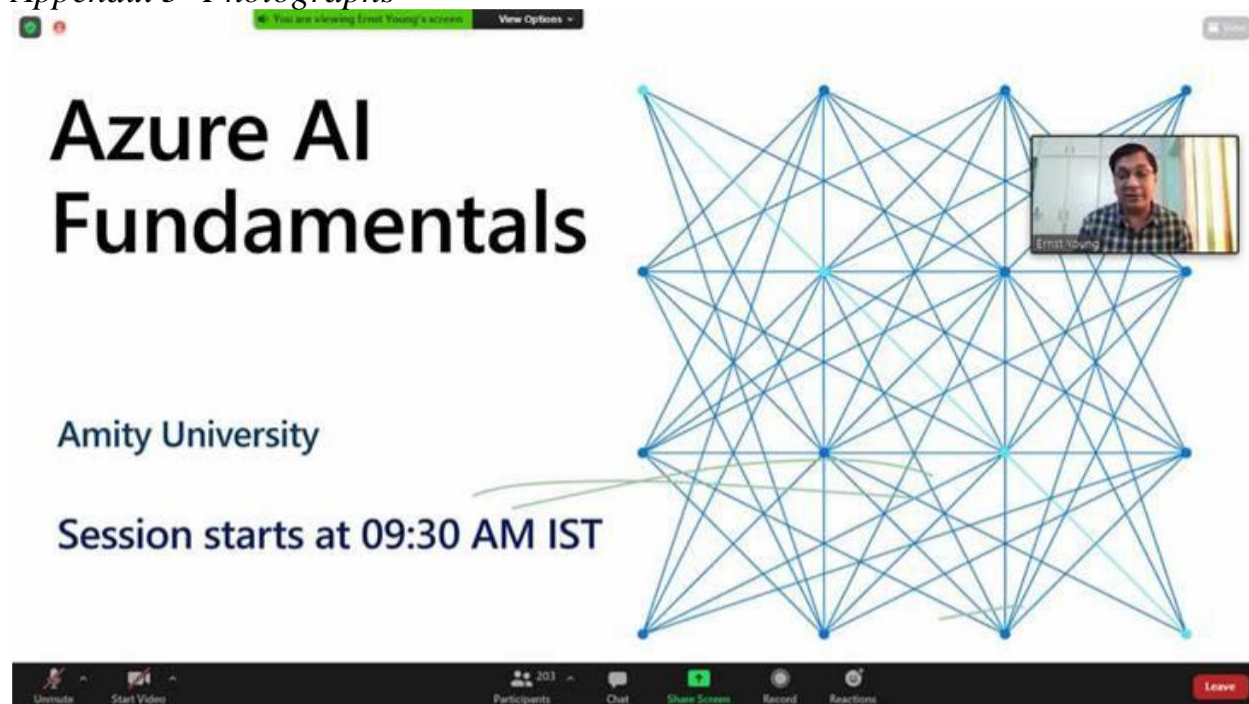 Appendix 3- Photographs
You are viewing Ernst Young's screen
View Options
View
Azure AI
Fundamentals
Ernst Young
Amity University
Session starts at 09:30 AM IST
203
Unmute
Start Video
Participants
Chat
Share Screen
Record
Reactions
Leave